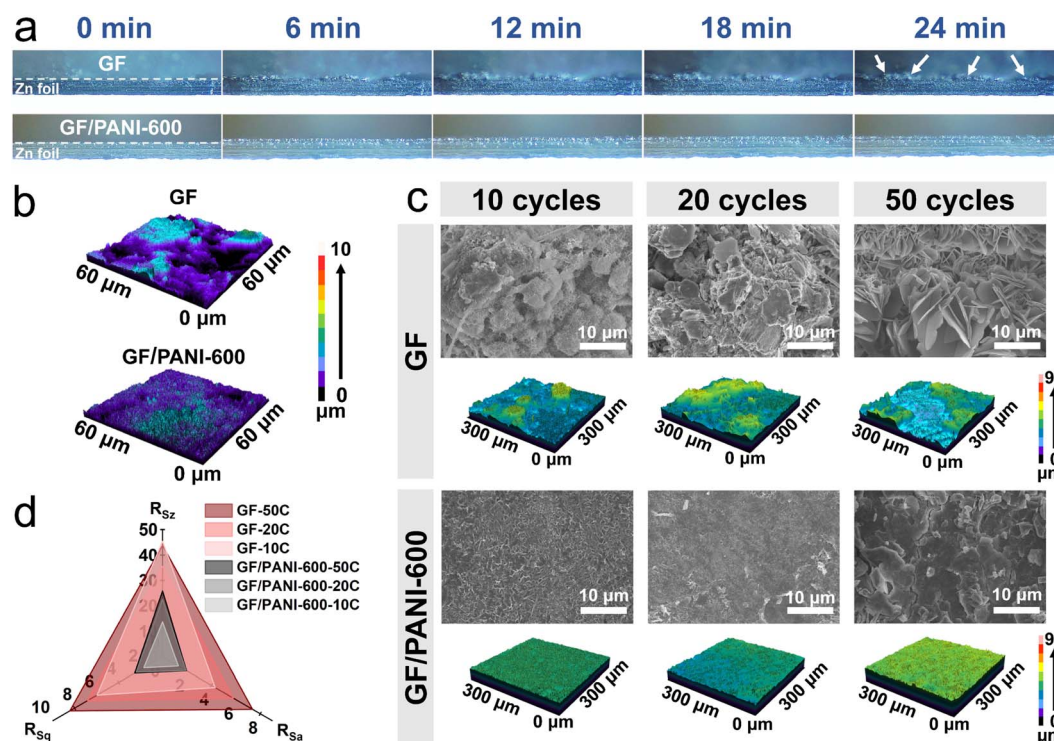 a
0 min
6 min
12 min
18 min
24 min
GF
Zn foil
GF/PANI-600
Zn foil
b
GF
60 μm
60 μm
0 μm
10
0
μm
GF/PANI-600
60 μm
60 μm
0 μm
c
10 cycles
20 cycles
50 cycles
GF
10 μm
10 μm
10 μm
300 μm
300 μm
0 μm
300 μm
300 μm
0 μm
300 μm
300 μm
0 μm
9
0
μm
GF/PANI-600
10 μm
10 μm
10 μm
300 μm
300 μm
0 μm
300 μm
300 μm
0 μm
300 μm
300 μm
0 μm
9
0
μm
d
RSz
50
40
30
20
2
4
6
8
10
RSq
2
4
6
8
RSa
GF-50C
GF-20C
GF-10C
GF/PANI-600-50C
GF/PANI-600-20C
GF/PANI-600-10C